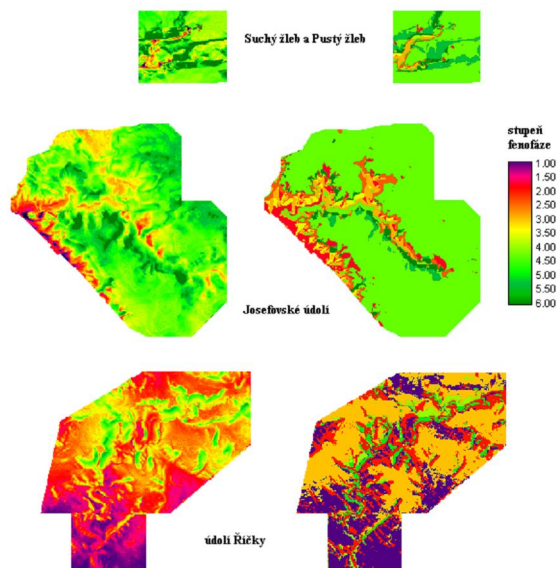 Suchý žleb a Pustý žleb
stupeň
fenofáze
1.00
1.50
2.00
2.50
3.00
3.50
4.00
4.50
5.00
5.50
6.00
Josefovské údolí
údolí Říčky